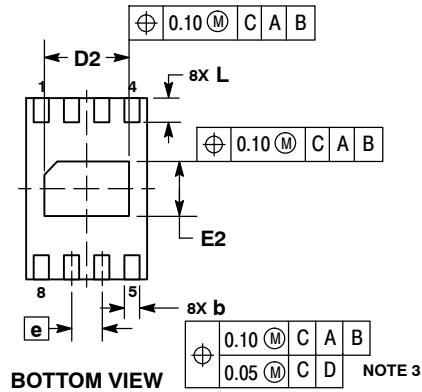 ⌖ 0.10 Ⓜ C A B
D2
8X L
1 4
⌖ 0.10 Ⓜ C A B
E2
8 5
8X b
e
⌖ 0.10 Ⓜ C A B
0.05 Ⓜ C D NOTE 3
BOTTOM VIEW